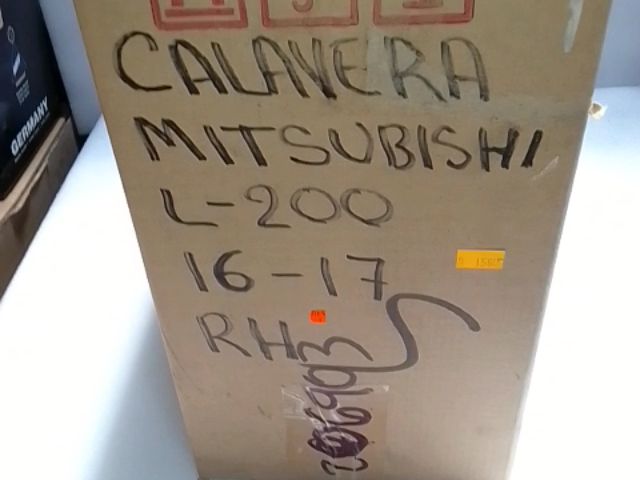 CALAVERA
MITSUBISHI
L-200
16-17
RH
GERMANY